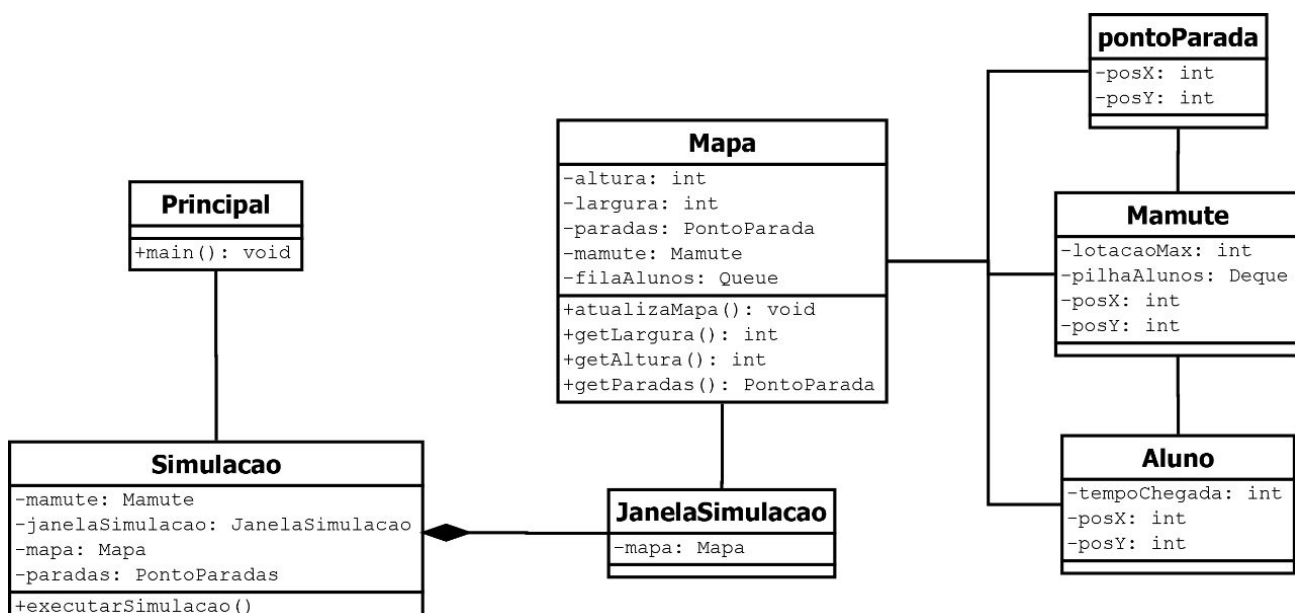 Principal
+main(): void
Simulacao
-mamute: Mamute
-janelaSimulacao: JanelaSimulacao
-mapa: Mapa
-paradas: PontoParadas
+executarSimulacao()
Mapa
-altura: int
-largura: int
-paradas: PontoParada
-mamute: Mamute
-filaAlunos: Queue
+atualizaMapa(): void
+getLargura(): int
+getAltura(): int
+getParadas(): PontoParada
JanelaSimulacao
-mapa: Mapa
pontoParada
-posX: int
-posY: int
Mamute
-lotacaoMax: int
-pilhaAlunos: Deque
-posX: int
-posY: int
Aluno
-tempoChegada: int
-posX: int
-posY: int